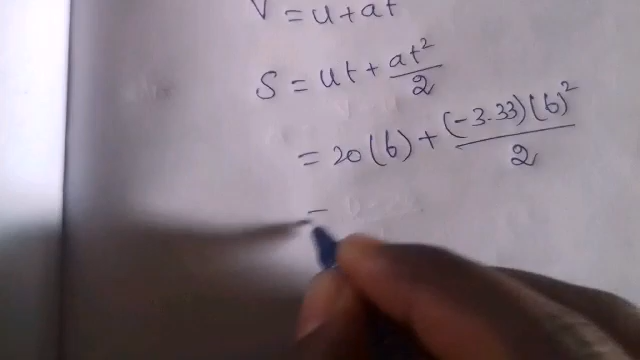 V = u + at
S = ut + at²/2
= 20(6) + (-3.33)(6)²/2